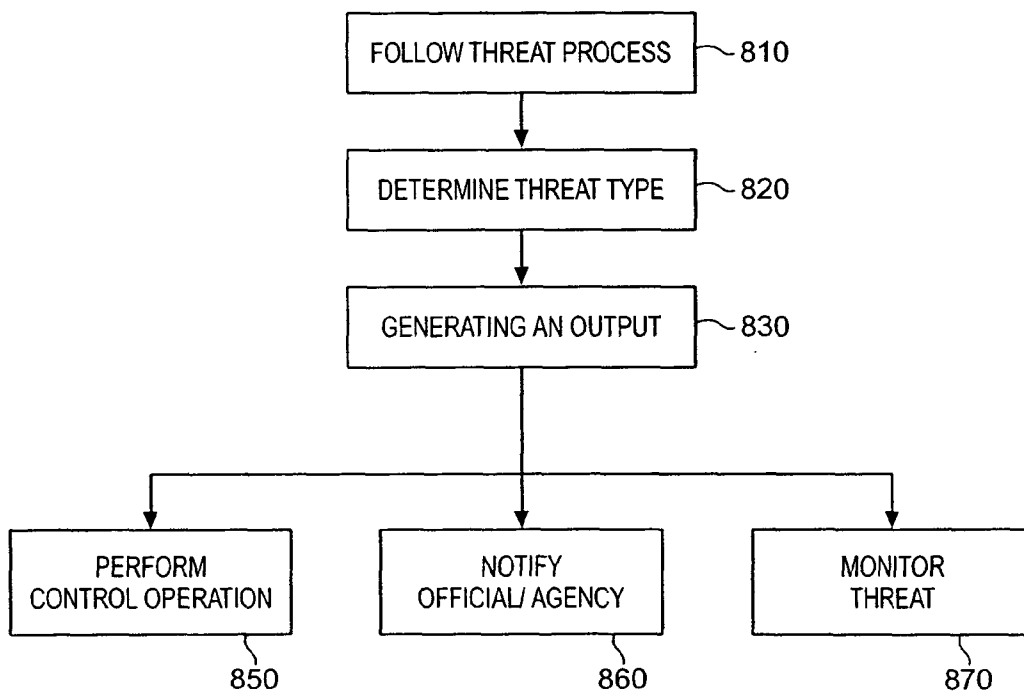 FOLLOW THREAT PROCESS 810
DETERMINE THREAT TYPE 820
GENERATING AN OUTPUT 830
PERFORM
CONTROL OPERATION
850
NOTIFY
OFFICIAL/ AGENCY
860
MONITOR
THREAT
870